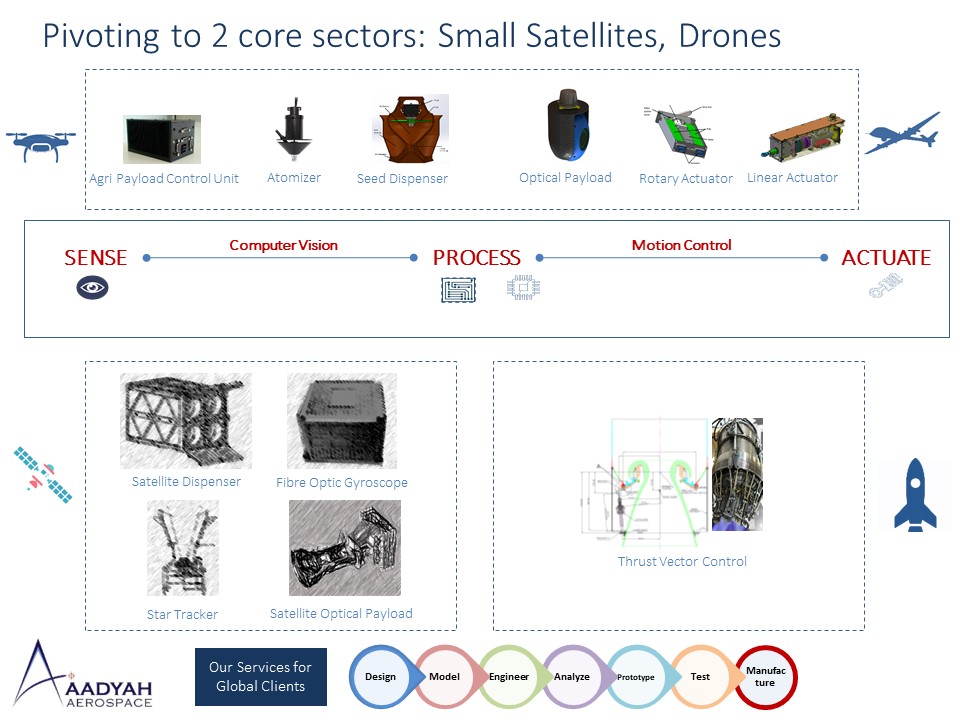 Pivoting to 2 core sectors: Small Satellites, Drones
Agri Payload Control Unit
Atomizer
Seed Dispenser
Optical Payload
Rotary Actuator
Linear Actuator
SENSE
Computer Vision
PROCESS
Motion Control
ACTUATE
Satellite Dispenser
Fibre Optic Gyroscope
Star Tracker
Satellite Optical Payload
Thrust Vector Control
AADYAH
AEROSPACE
Our Services for
Global Clients
Design
Model
Engineer
Analyze
Prototype
Test
Manufac
ture